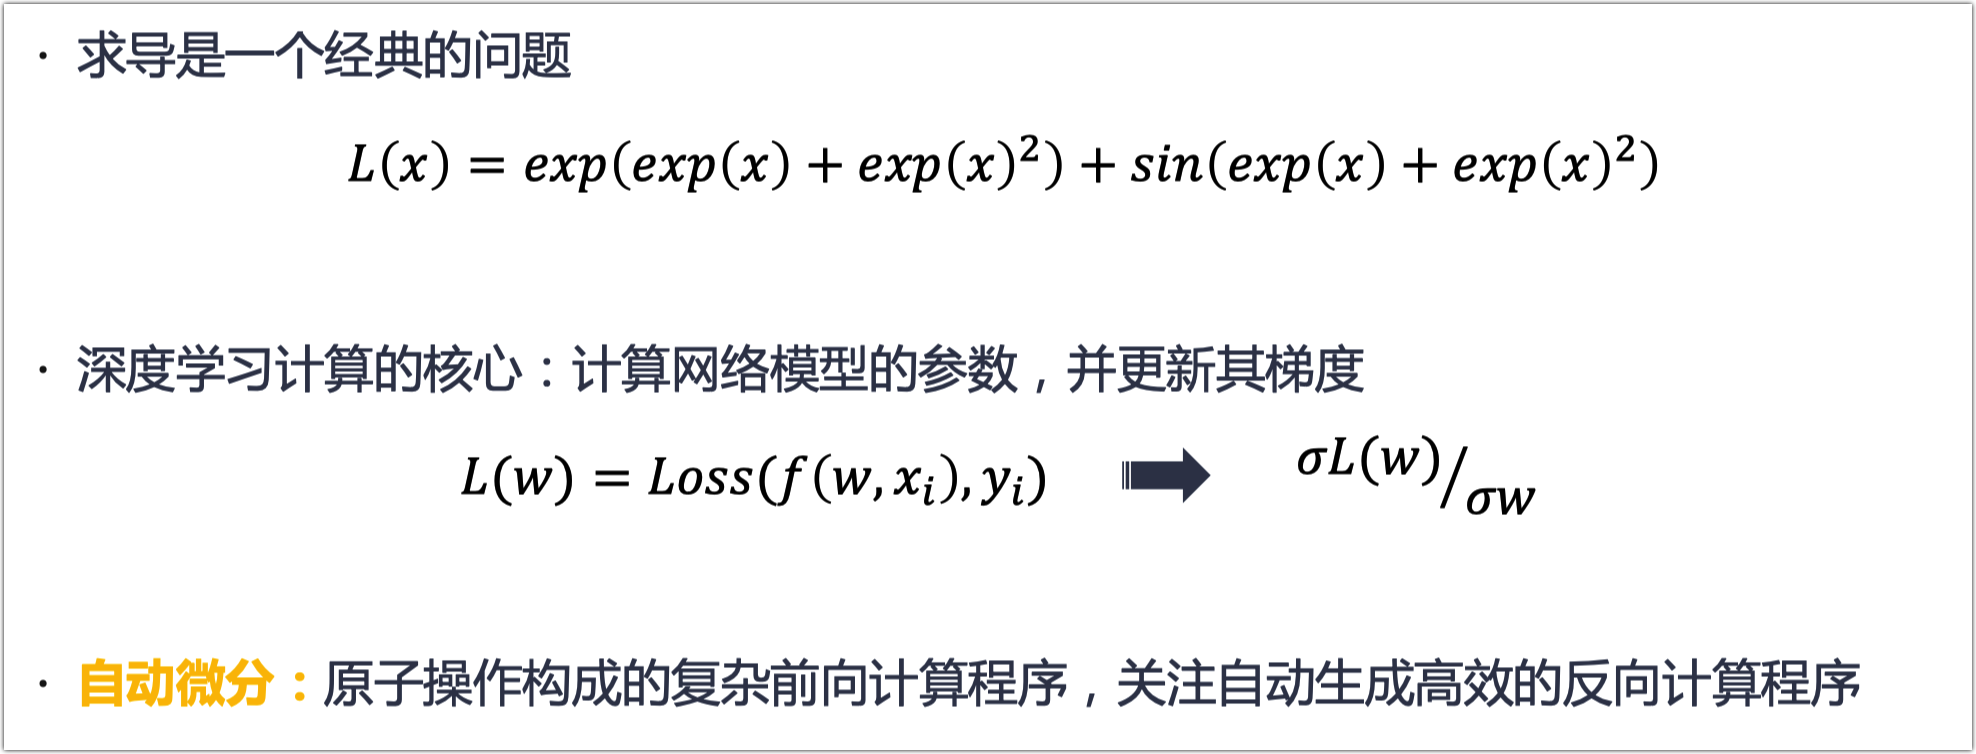 · 求导是一个经典的问题
L(x) = exp(exp(x) + exp(x)²) + sin(exp(x) + exp(x)²)
· 深度学习计算的核心：计算网络模型的参数，并更新其梯度
L(w) = Loss(f(w, xᵢ), yᵢ) σL(w)/σw
· 自动微分：原子操作构成的复杂前向计算程序，关注自动生成高效的反向计算程序